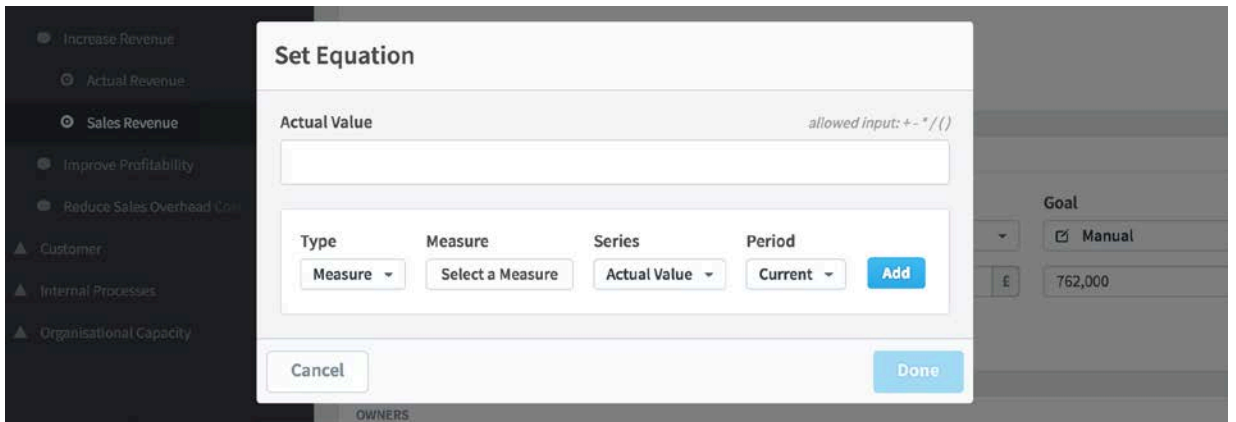 Increase Revenue
Actual Revenue
Sales Revenue
Improve Profitability
Reduce Sales Overhead
Customer
Internal Processes
Organisational Capacity
Set Equation
Actual Value
allowed input: + - * / ( )
Type Measure Series Period
Measure Select a Measure Actual Value Current Add
Cancel Done
Goal
Manual
£ 762,000
OWNERS